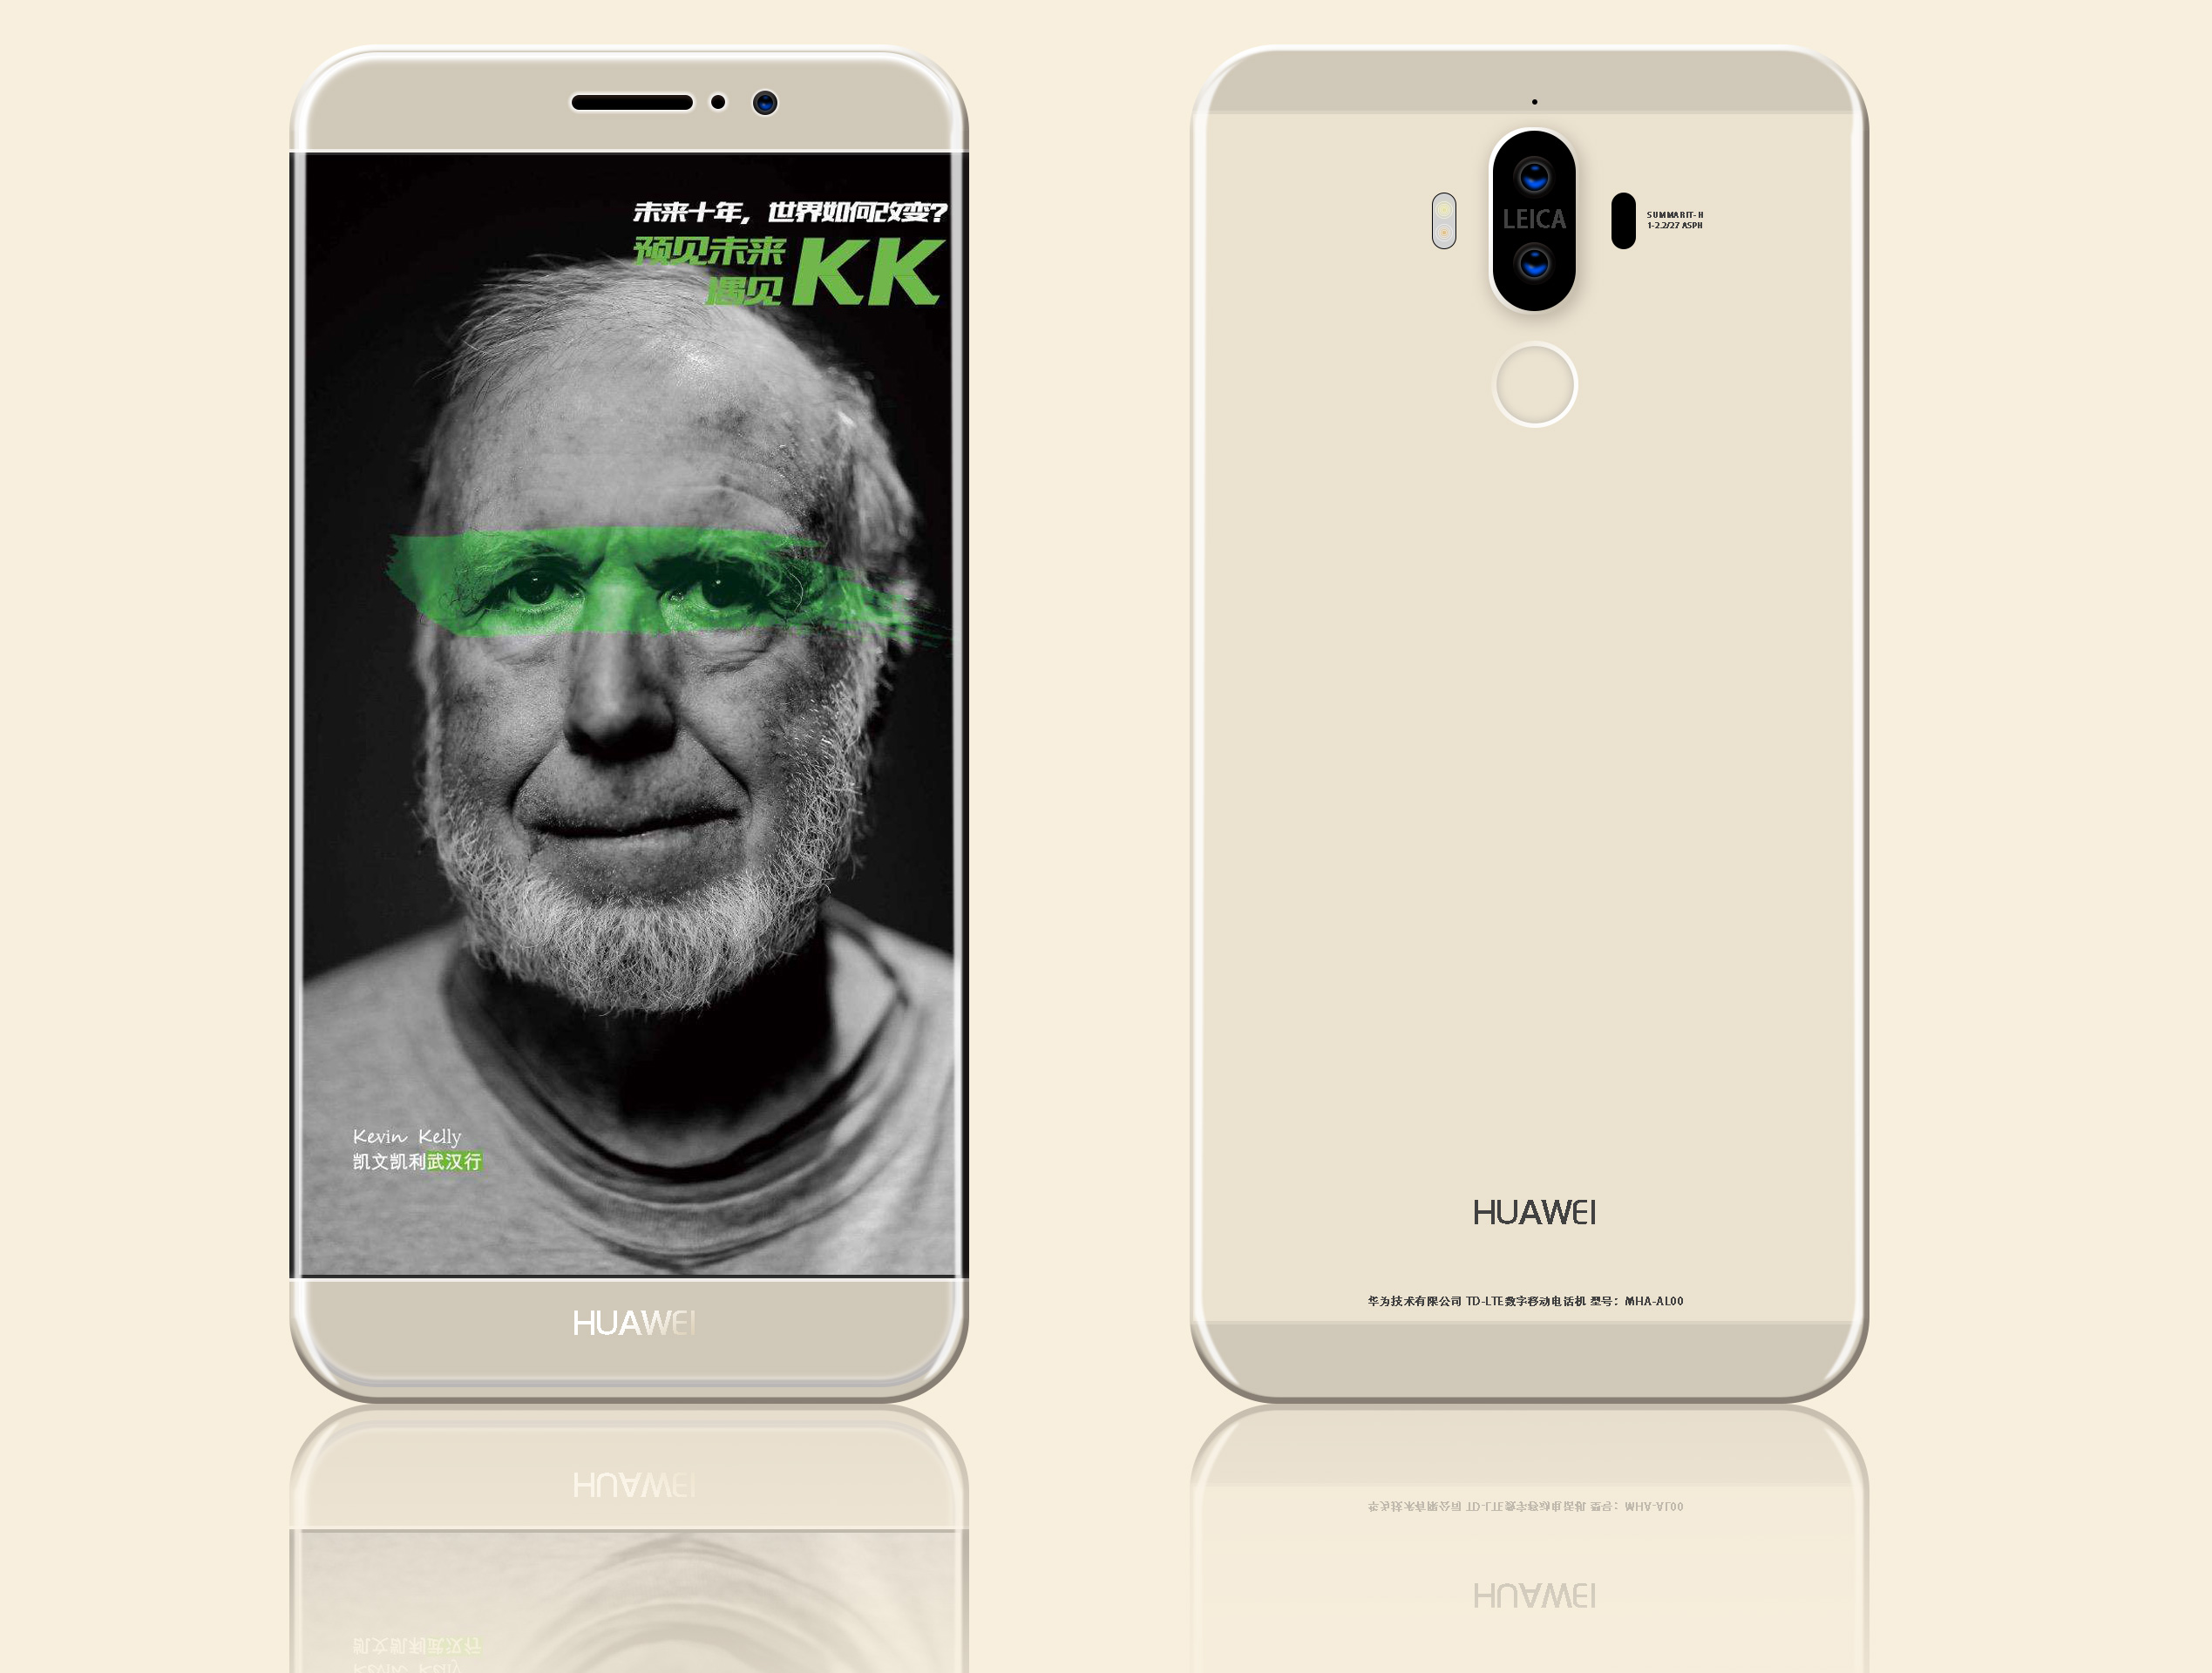 未来十年，世界如何改变?
预见未来
遇见 KK
Kevin Kelly
凯文凯利武汉行
HUAWEI
LEICA
SUMMARIT-H
1-2.2/27 ASPH
HUAWEI
华为技术有限公司 TD-LTE数字移动电话机 型号：MHA-AL00